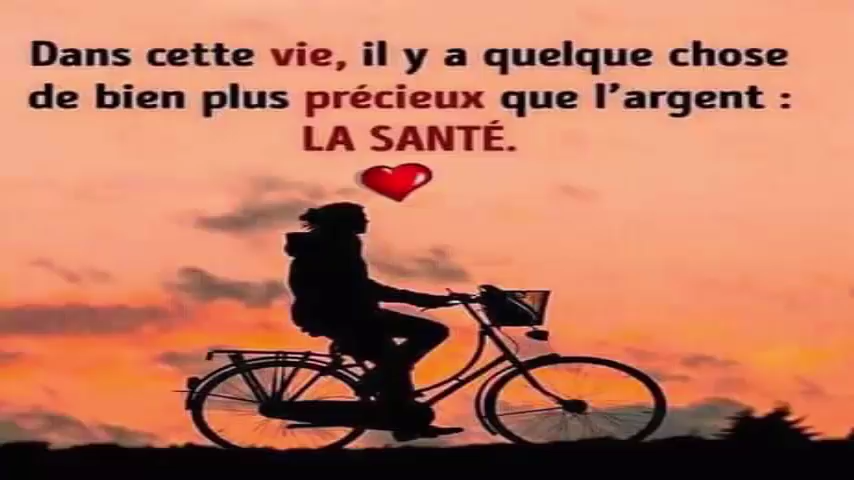 Dans cette vie, il y a quelque chose
de bien plus précieux que l'argent :
LA SANTÉ.